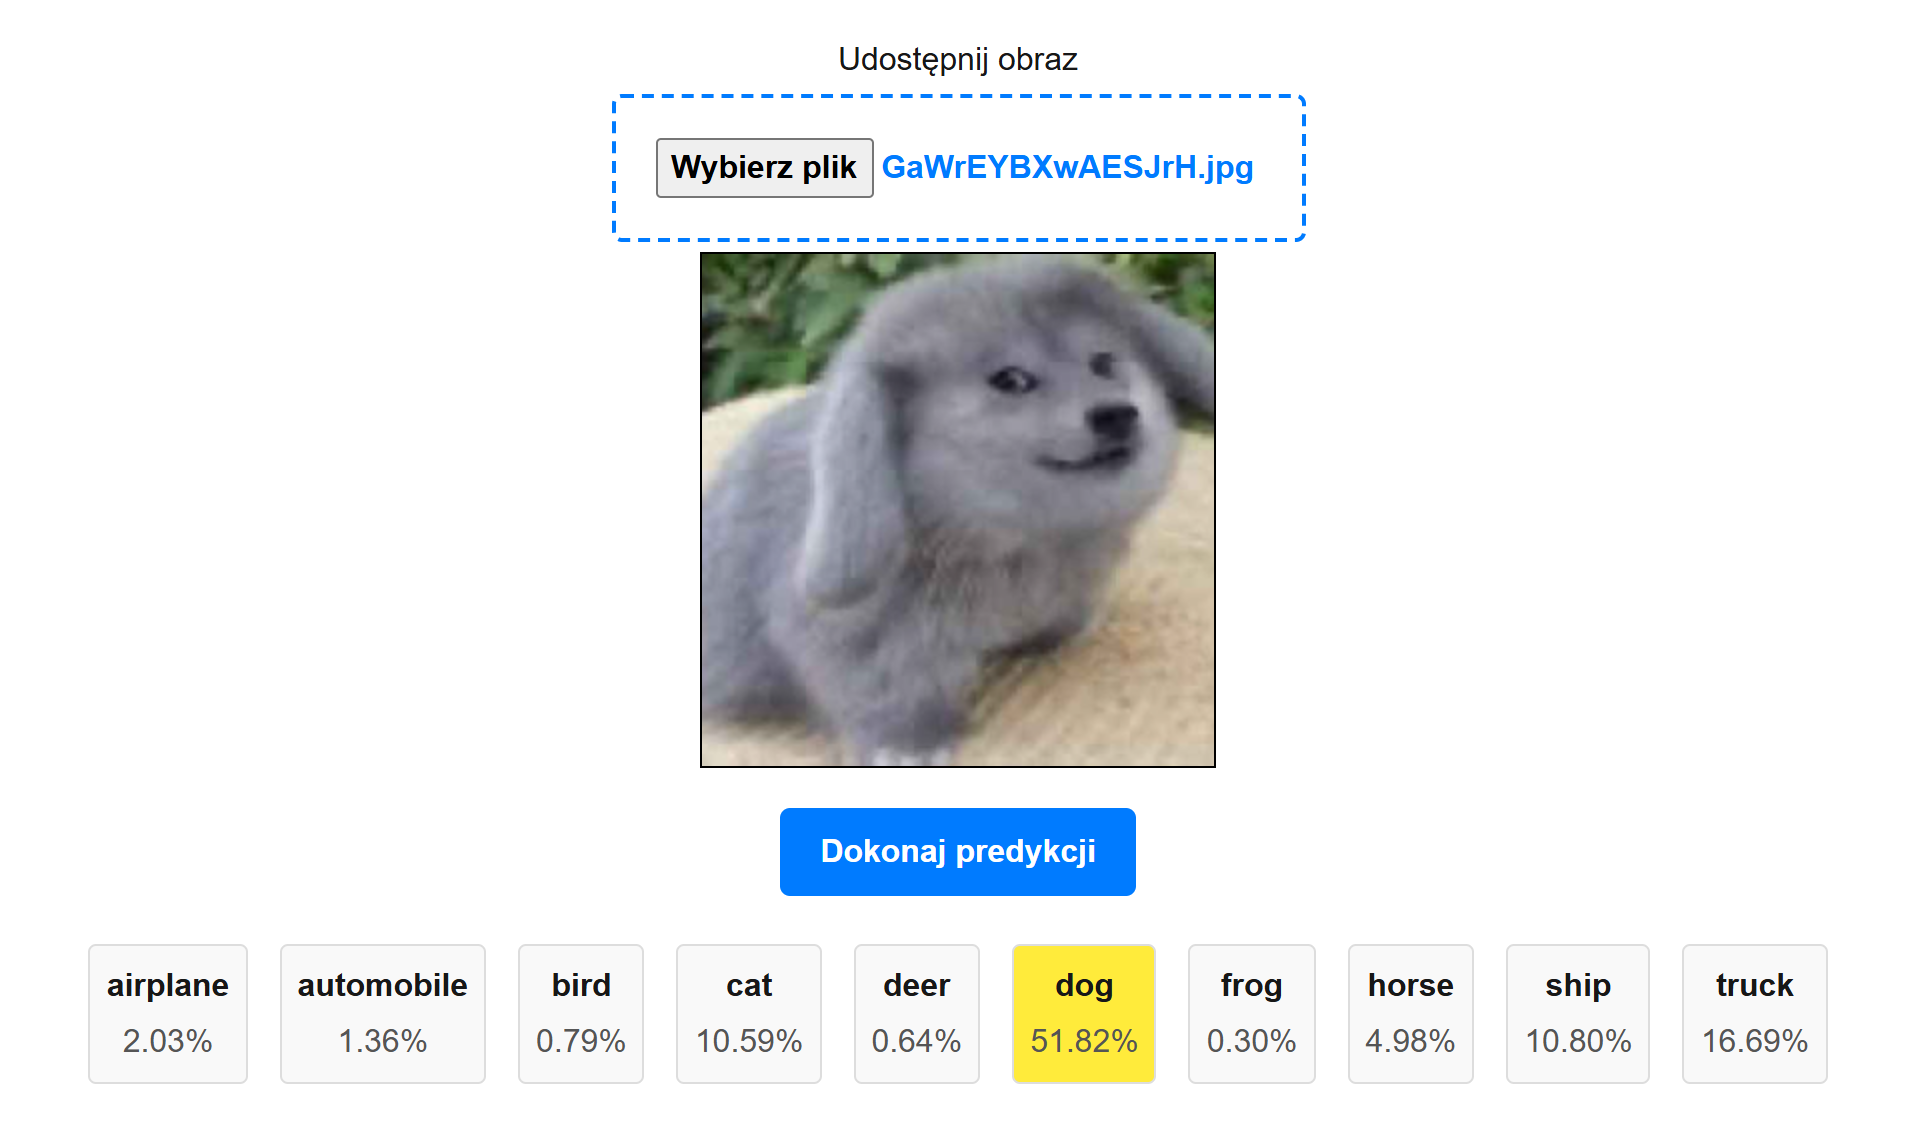 Udostępnij obraz
Wybierz plik GaWrEYBXwAESJrH.jpg
Dokonaj predykcji
airplane automobile bird cat deer dog frog horse ship truck
2.03% 1.36% 0.79% 10.59% 0.64% 51.82% 0.30% 4.98% 10.80% 16.69%